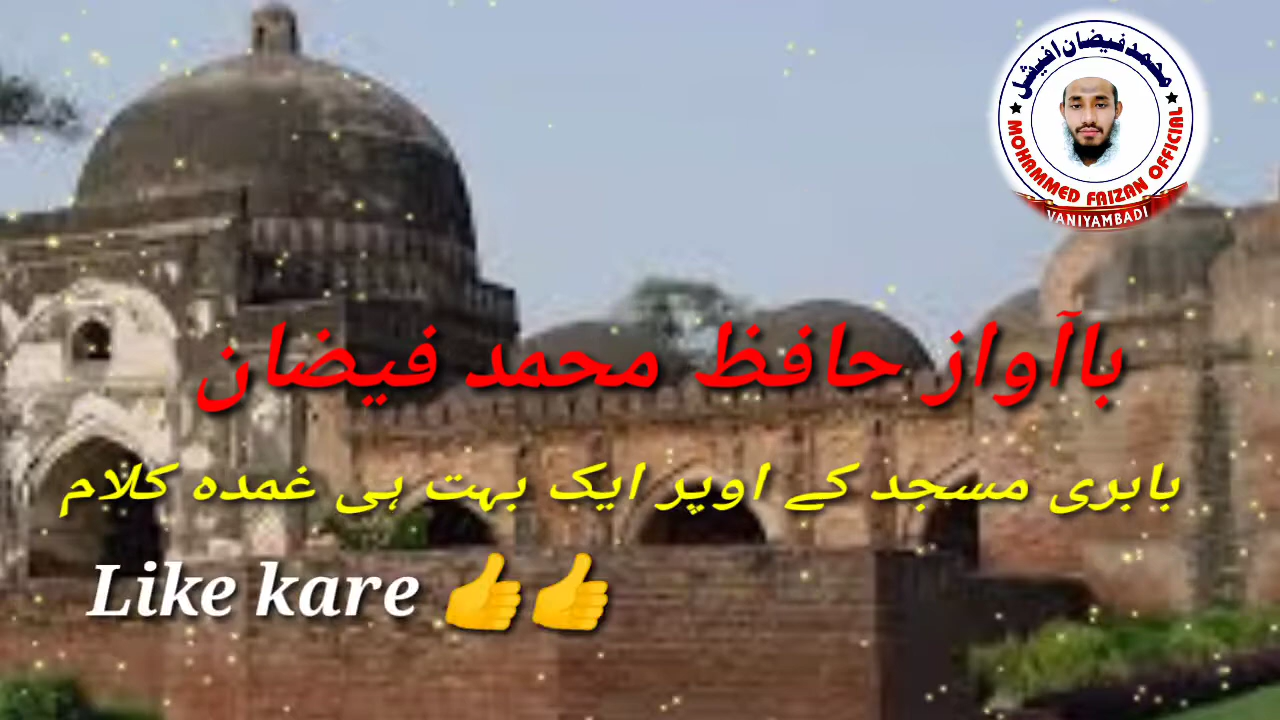 محمد فیضان افیشل
MOHAMMED FAIZAN OFFICIAL
VANIYAMBADI
باآواز حافظ محمد فیضان
بابری مسجد کے اوپر ایک بہت ہی غمدہ کلام
Like kare 👍👍